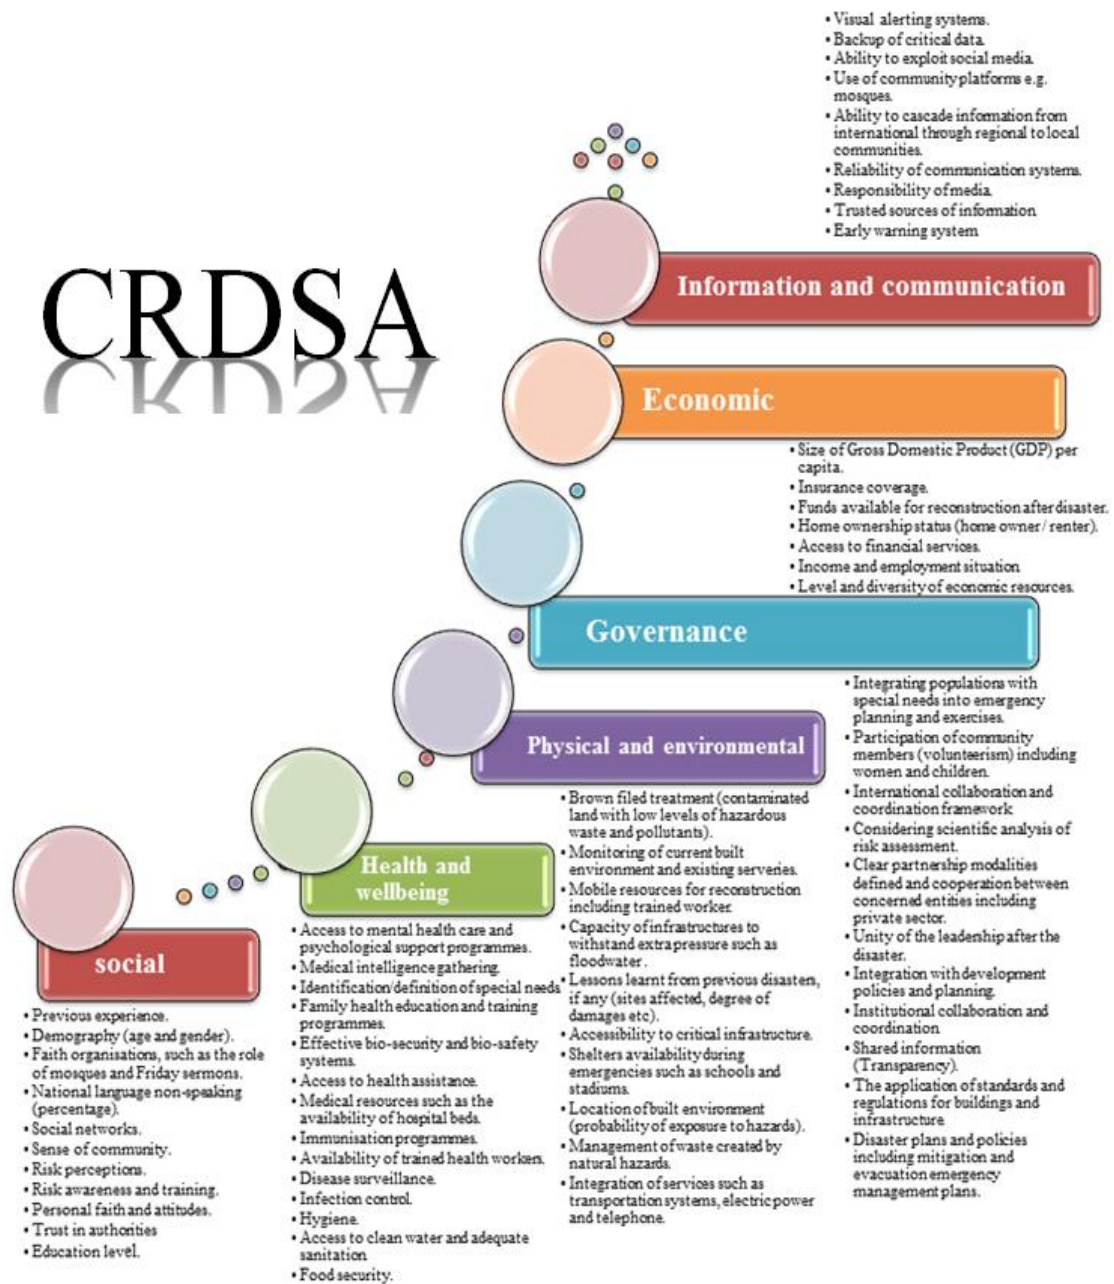 • Visual alerting systems.
• Backup of critical data.
• Ability to exploit social media.
• Use of community platforms e.g.
mosques.
• Ability to cascade information from
international through regional to local
communities.
• Reliability of communication systems.
• Responsibility of media.
• Trusted sources of information
• Early warning system
Information and communication
CRDSA
Economic
• Size of Gross Domestic Product (GDP) per
capita.
• Insurance coverage.
• Funds available for reconstruction after disaster.
• Home ownership status (home owner / renter).
• Access to financial services.
• Income and employment situation
• Level and diversity of economic resources.
Governance
• Integrating populations with
special needs into emergency
planning and exercises.
• Participation of community
members (volunteerism) including
women and children.
• International collaboration and
coordination framework
• Considering scientific analysis of
risk assessment.
• Clear partnership modalities
defined and cooperation between
concerned entities including
private sector.
• Unity of the leadership after the
disaster.
• Integration with development
policies and planning.
• Institutional collaboration and
coordination
• Shared information
(Transparency).
• The application of standards and
regulations for buildings and
infrastructure
• Disaster plans and policies
including mitigation and
evacuation emergency
management plans.
Physical and environmental
• Brown filed treatment (contaminated
land with low levels of hazardous
waste and pollutants).
• Monitoring of current built
environment and existing serveries.
• Mobile resources for reconstruction
including trained worker.
• Capacity of infrastructures to
withstand extra pressure such as
floodwater.
• Lessons learnt from previous disasters,
if any (sites affected, degree of
damages etc).
• Accessibility to critical infrastructure.
• Shelters availability during
emergencies such as schools and
stadiums.
• Location of built environment
(probability of exposure to hazards).
• Management of waste created by
natural hazards.
• Integration of services such as
transportation systems, electric power
and telephone.
Health and
wellbeing
• Access to mental health care and
psychological support programmes.
• Medical intelligence gathering.
• Identification/definition of special needs
• Family health education and training
programmes.
• Effective bio-security and bio-safety
systems.
• Access to health assistance.
• Medical resources such as the
availability of hospital beds.
• Immunisation programmes.
• Availability of trained health workers.
• Disease surveillance.
• Infection control.
• Hygiene.
• Access to clean water and adequate
sanitation
• Food security.
social
• Previous experience.
• Demography (age and gender).
• Faith organisations, such as the role
of mosques and Friday sermons.
• National language non-speaking
(percentage).
• Social networks.
• Sense of community.
• Risk perceptions.
• Risk awareness and training.
• Personal faith and attitudes.
• Trust in authorities
• Education level.